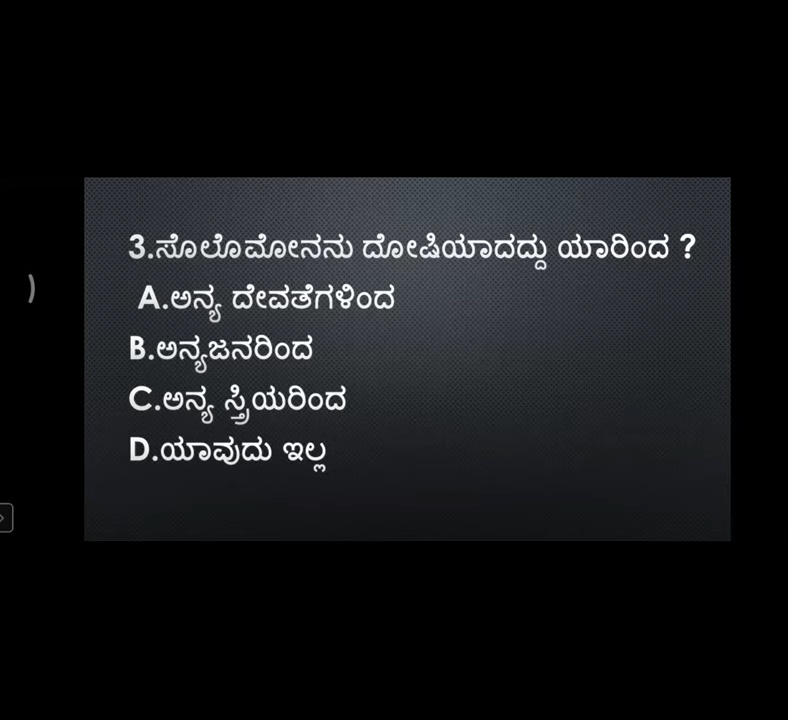 3.ಸೊಲೊಮೋನನು ದೋಷಿಯಾದದ್ದು ಯಾರಿಂದ ?
A.ಅನ್ಯ ದೇವತೆಗಳಿಂದ
B.ಅನ್ಯಜನರಿಂದ
C.ಅನ್ಯ ಸ್ತ್ರಿಯರಿಂದ
D.ಯಾವುದು ಇಲ್ಲ